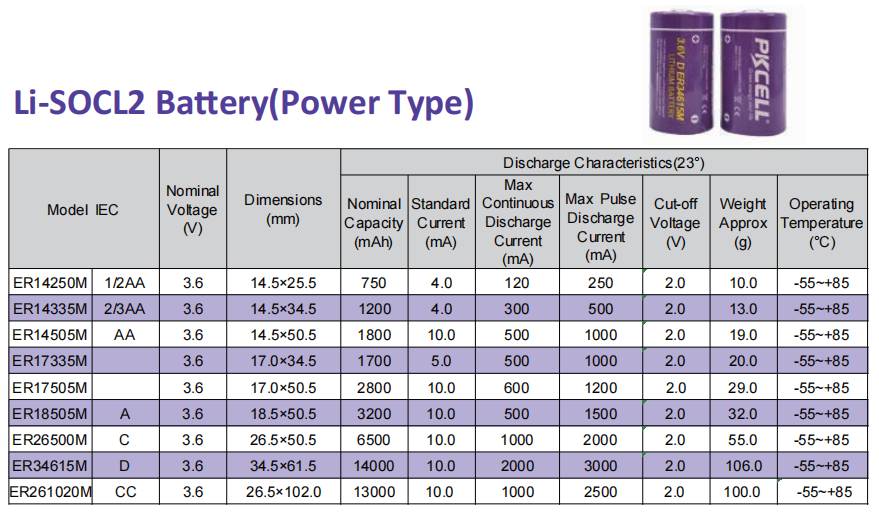 3.6V D ER34615M
LITHIUM BATTERY
PKCELL
Li-SOCL2 Battery(Power Type)
Model IEC
Nominal Voltage (V)
Dimensions (mm)
Discharge Characteristics(23°)
Nominal Capacity (mAh)
Standard Current (mA)
Max Continuous Discharge Current (mA)
Max Pulse Discharge Current (mA)
Cut-off Voltage (V)
Weight Approx (g)
Operating Temperature (°C)
ER14250M 1/2AA 3.6 14.5×25.5 750 4.0 120 250 2.0 10.0 -55~+85
ER14335M 2/3AA 3.6 14.5×34.5 1200 4.0 300 500 2.0 13.0 -55~+85
ER14505M AA 3.6 14.5×50.5 1800 10.0 500 1000 2.0 19.0 -55~+85
ER17335M 3.6 17.0×34.5 1700 5.0 500 1000 2.0 20.0 -55~+85
ER17505M 3.6 17.0×50.5 2800 10.0 600 1200 2.0 29.0 -55~+85
ER18505M A 3.6 18.5×50.5 3200 10.0 500 1500 2.0 32.0 -55~+85
ER26500M C 3.6 26.5×50.5 6500 10.0 1000 2000 2.0 55.0 -55~+85
ER34615M D 3.6 34.5×61.5 14000 10.0 2000 3000 2.0 106.0 -55~+85
ER261020M CC 3.6 26.5×102.0 13000 10.0 1000 2500 2.0 100.0 -55~+85